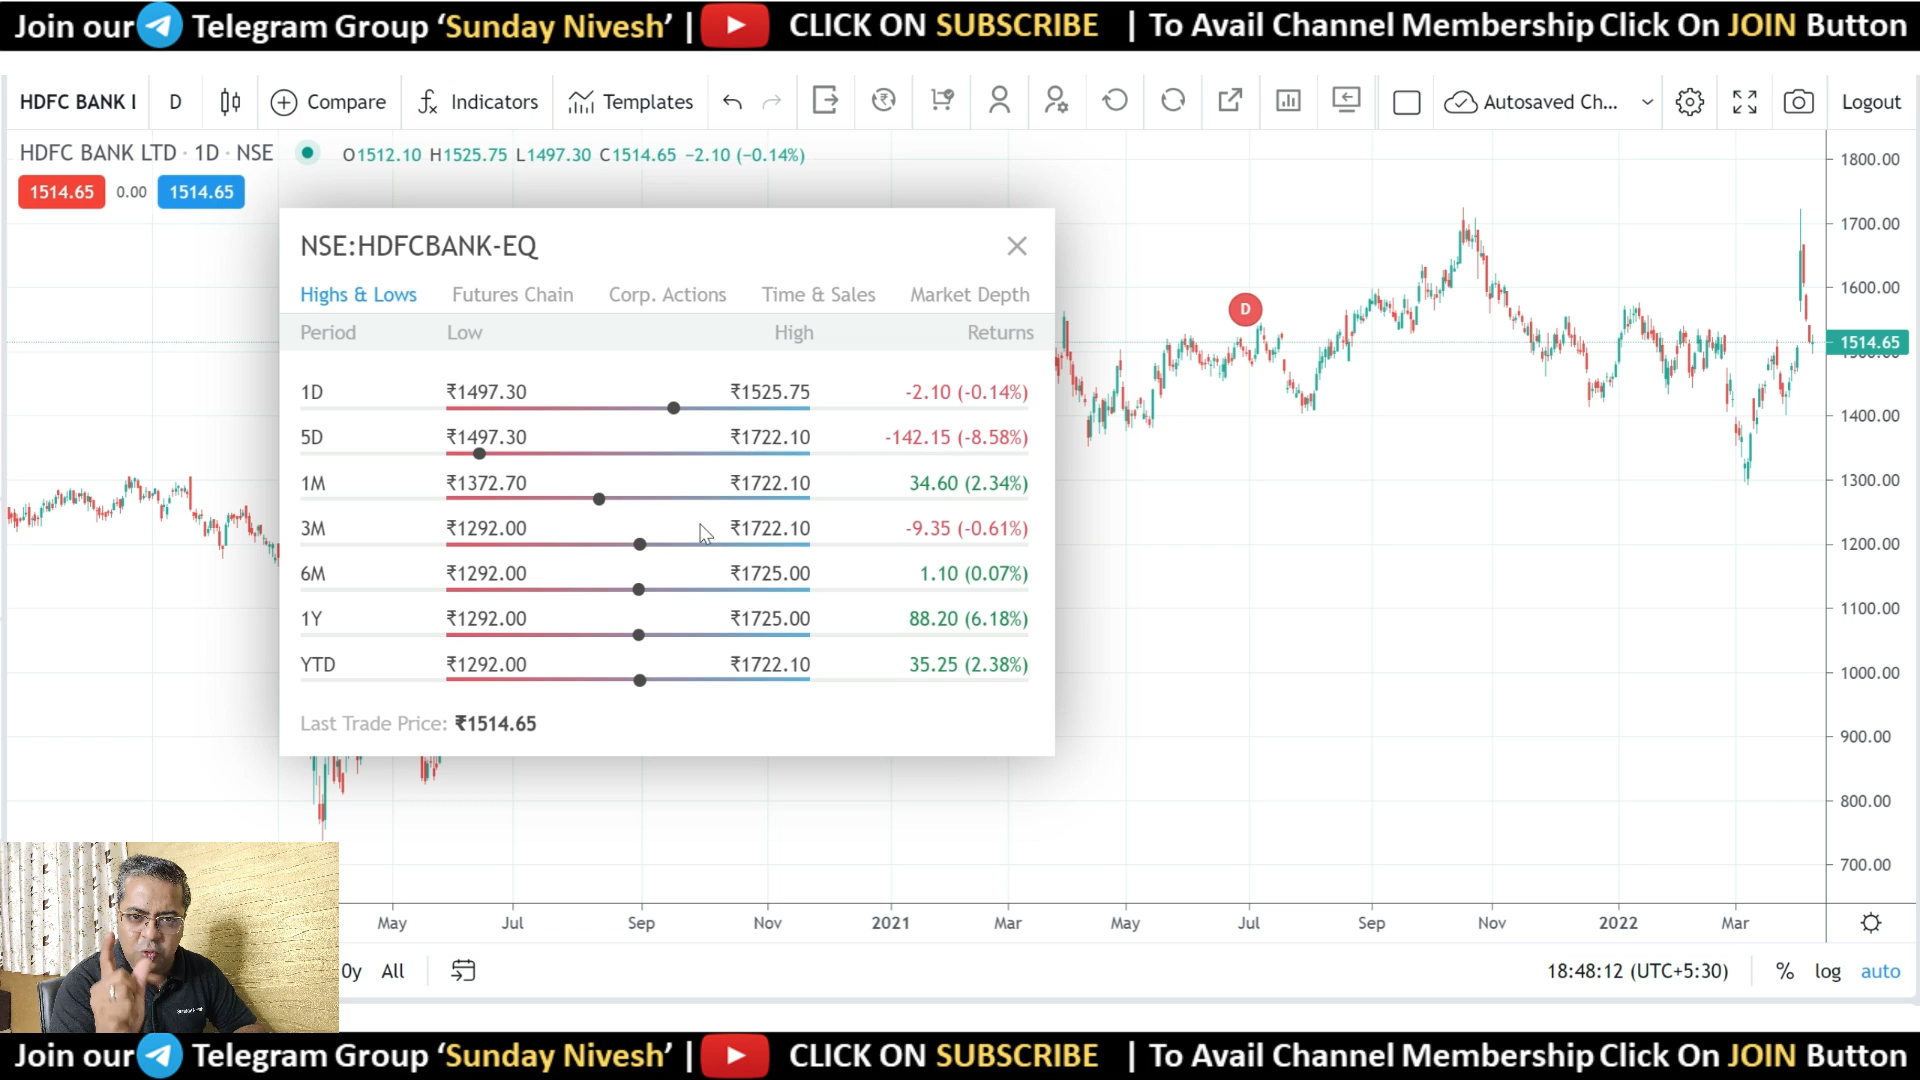 Join our Telegram Group ‘Sunday Nivesh’ | CLICK ON SUBSCRIBE | To Avail Channel Membership Click On JOIN Button
HDFC BANK I D Compare Indicators Templates Autosaved Ch... Logout
HDFC BANK LTD · 1D · NSE O1512.10 H1525.75 L1497.30 C1514.65 −2.10 (−0.14%)
1514.65 0.00 1514.65
NSE:HDFCBANK-EQ
Highs & Lows Futures Chain Corp. Actions Time & Sales Market Depth
Period Low High Returns
1D ₹1497.30 ₹1525.75 -2.10 (-0.14%)
5D ₹1497.30 ₹1722.10 -142.15 (-8.58%)
1M ₹1372.70 ₹1722.10 34.60 (2.34%)
3M ₹1292.00 ₹1722.10 -9.35 (-0.61%)
6M ₹1292.00 ₹1725.00 1.10 (0.07%)
1Y ₹1292.00 ₹1725.00 88.20 (6.18%)
YTD ₹1292.00 ₹1722.10 35.25 (2.38%)
Last Trade Price: ₹1514.65
D
1800.00
1700.00
1600.00
1514.65
1500.00
1400.00
1300.00
1200.00
1100.00
1000.00
900.00
800.00
700.00
May Jul Sep Nov 2021 Mar May Jul Sep Nov 2022 Mar
0y All 18:48:12 (UTC+5:30) % log auto
Join our Telegram Group ‘Sunday Nivesh’ | CLICK ON SUBSCRIBE | To Avail Channel Membership Click On JOIN Button